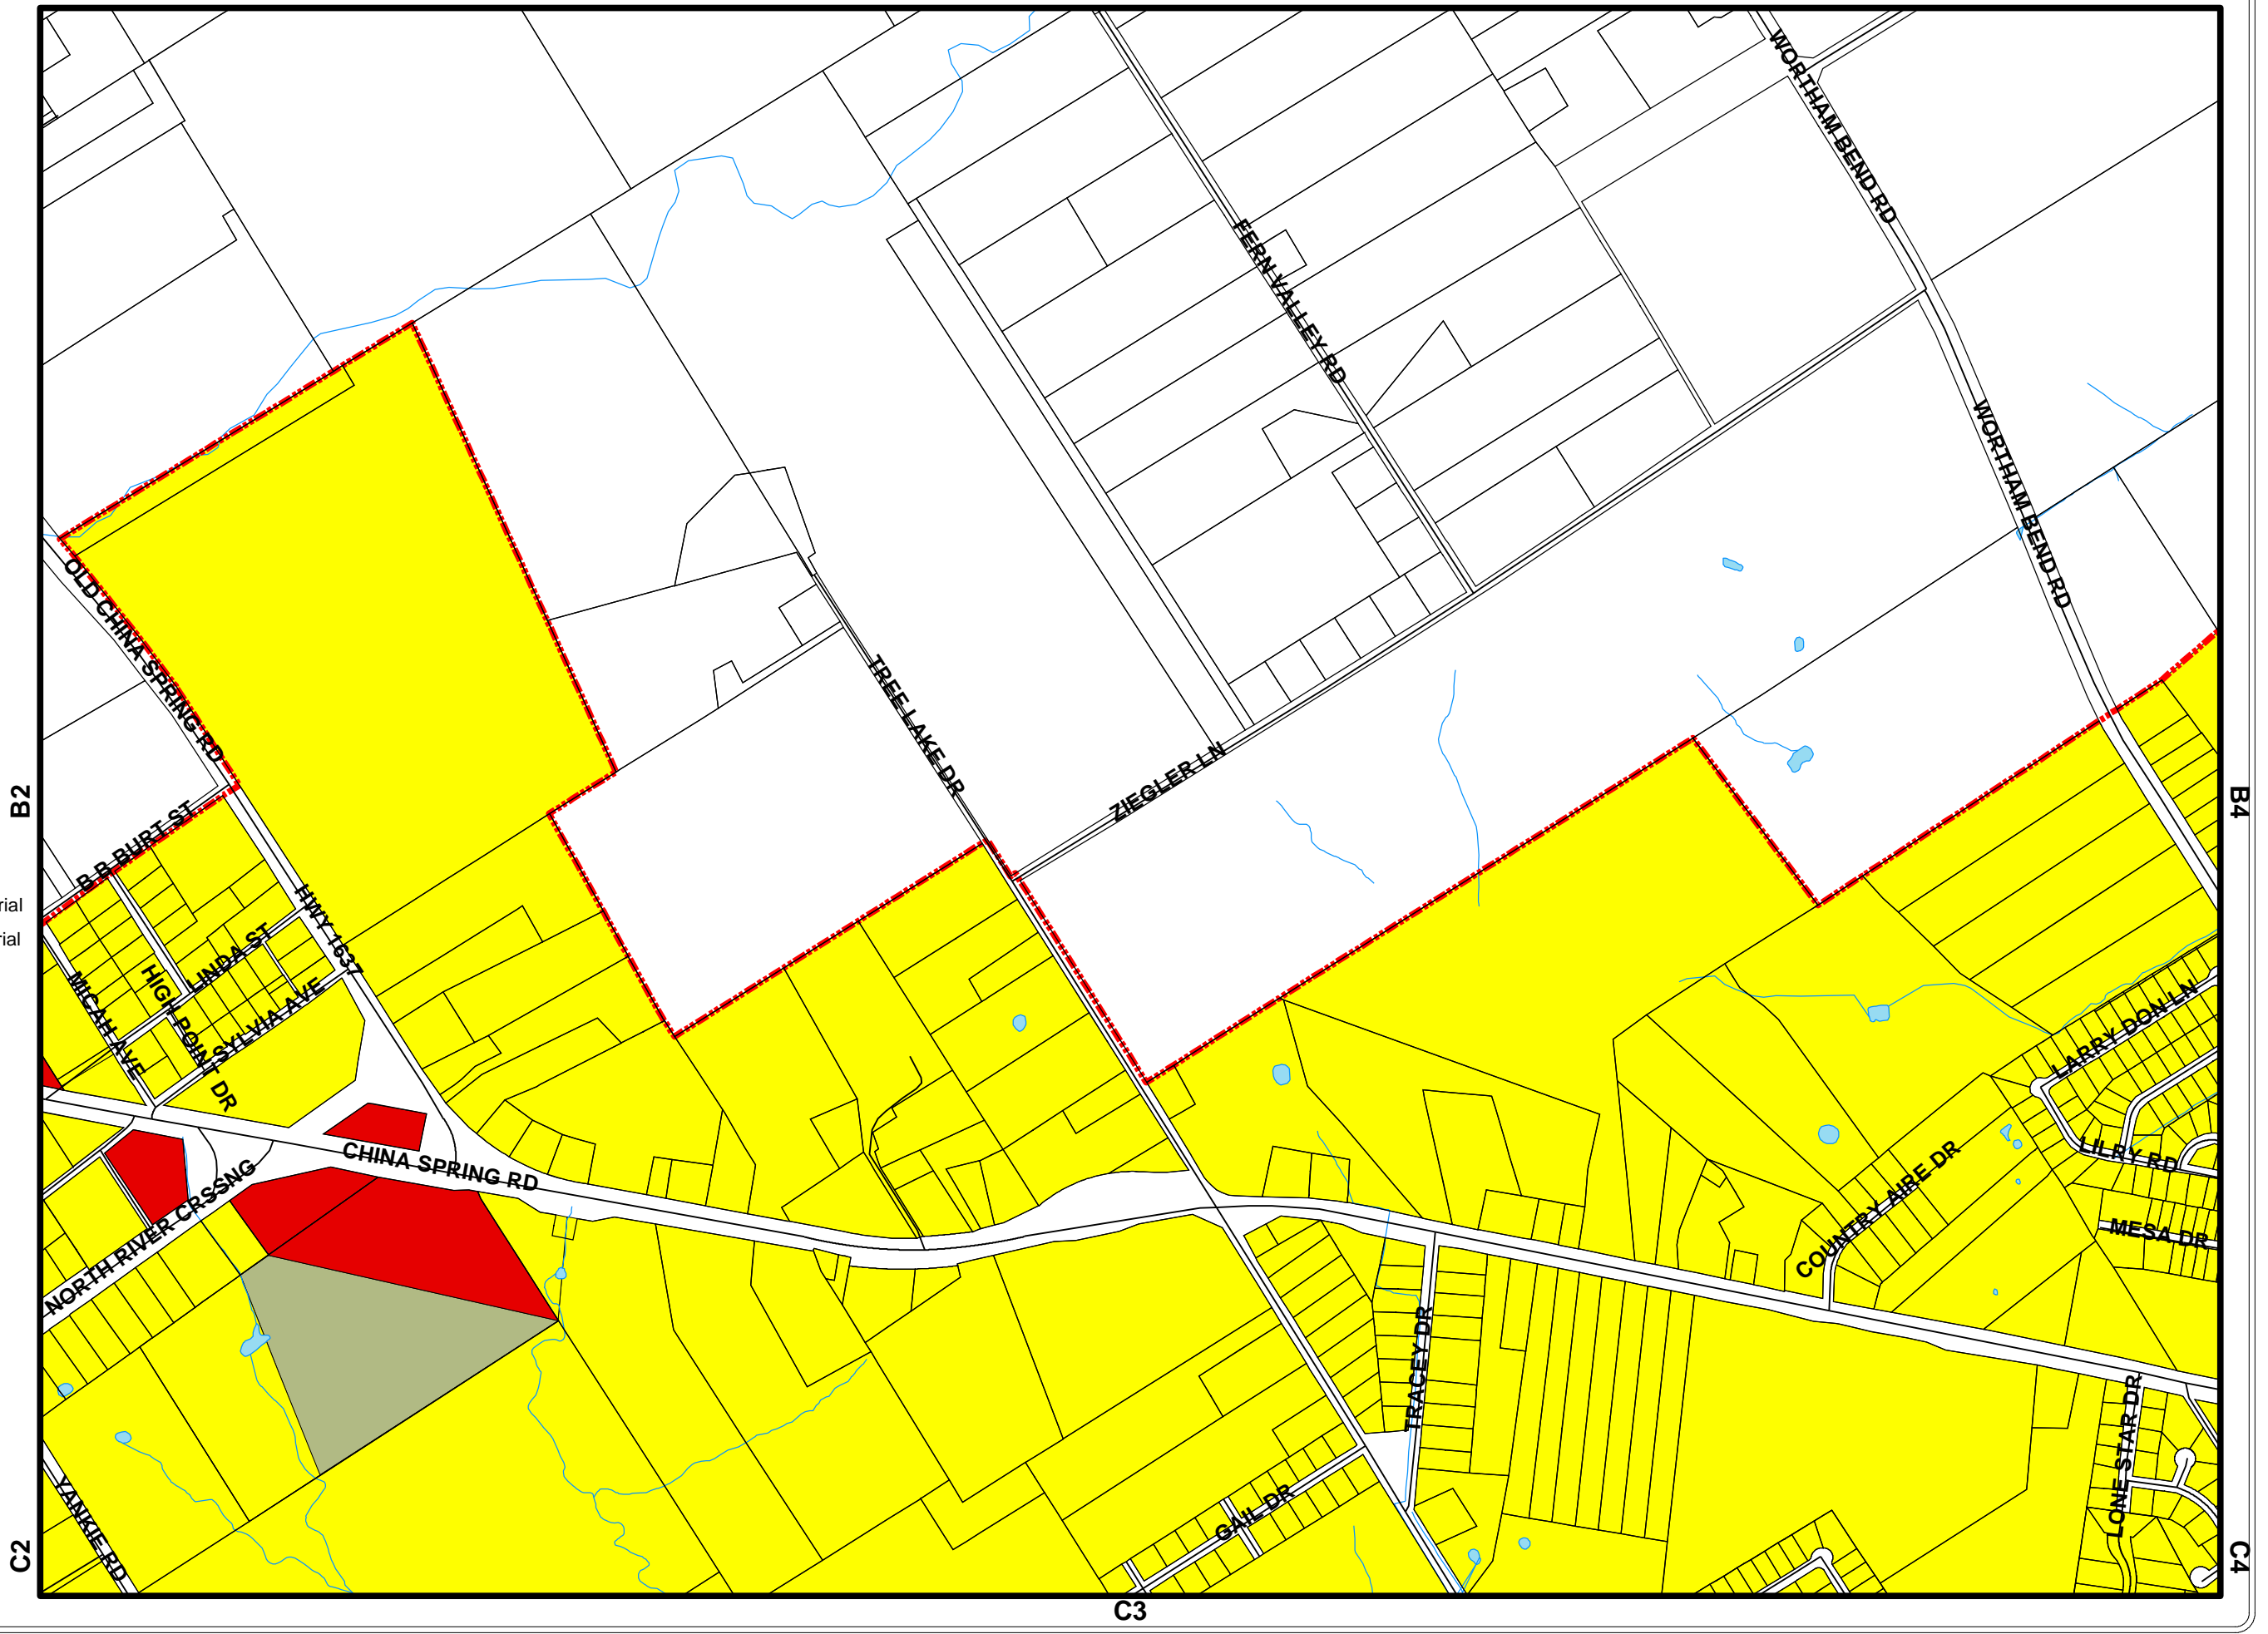 WORTHAM BEND RD
FERN VALLEY RD
WORTHAM BEND RD
OLD CHINA SPRING RD
TREE LAKE DR
ZIEGLER LN
B2
B4
B B BURT ST
rial
rial
HWY 1637
LINDA ST
MICAH AVE
HIGH POINT DR
SYLVIA AVE
LARRY DON LN
CHINA SPRING RD
NORTH RIVER CRSSNG
LILRY RD
COUNTRY AIRE DR
MESA DR
TRACEY DR
LONE STAR DR
GAIL DR
YANKIE RD
C2
C4
C3